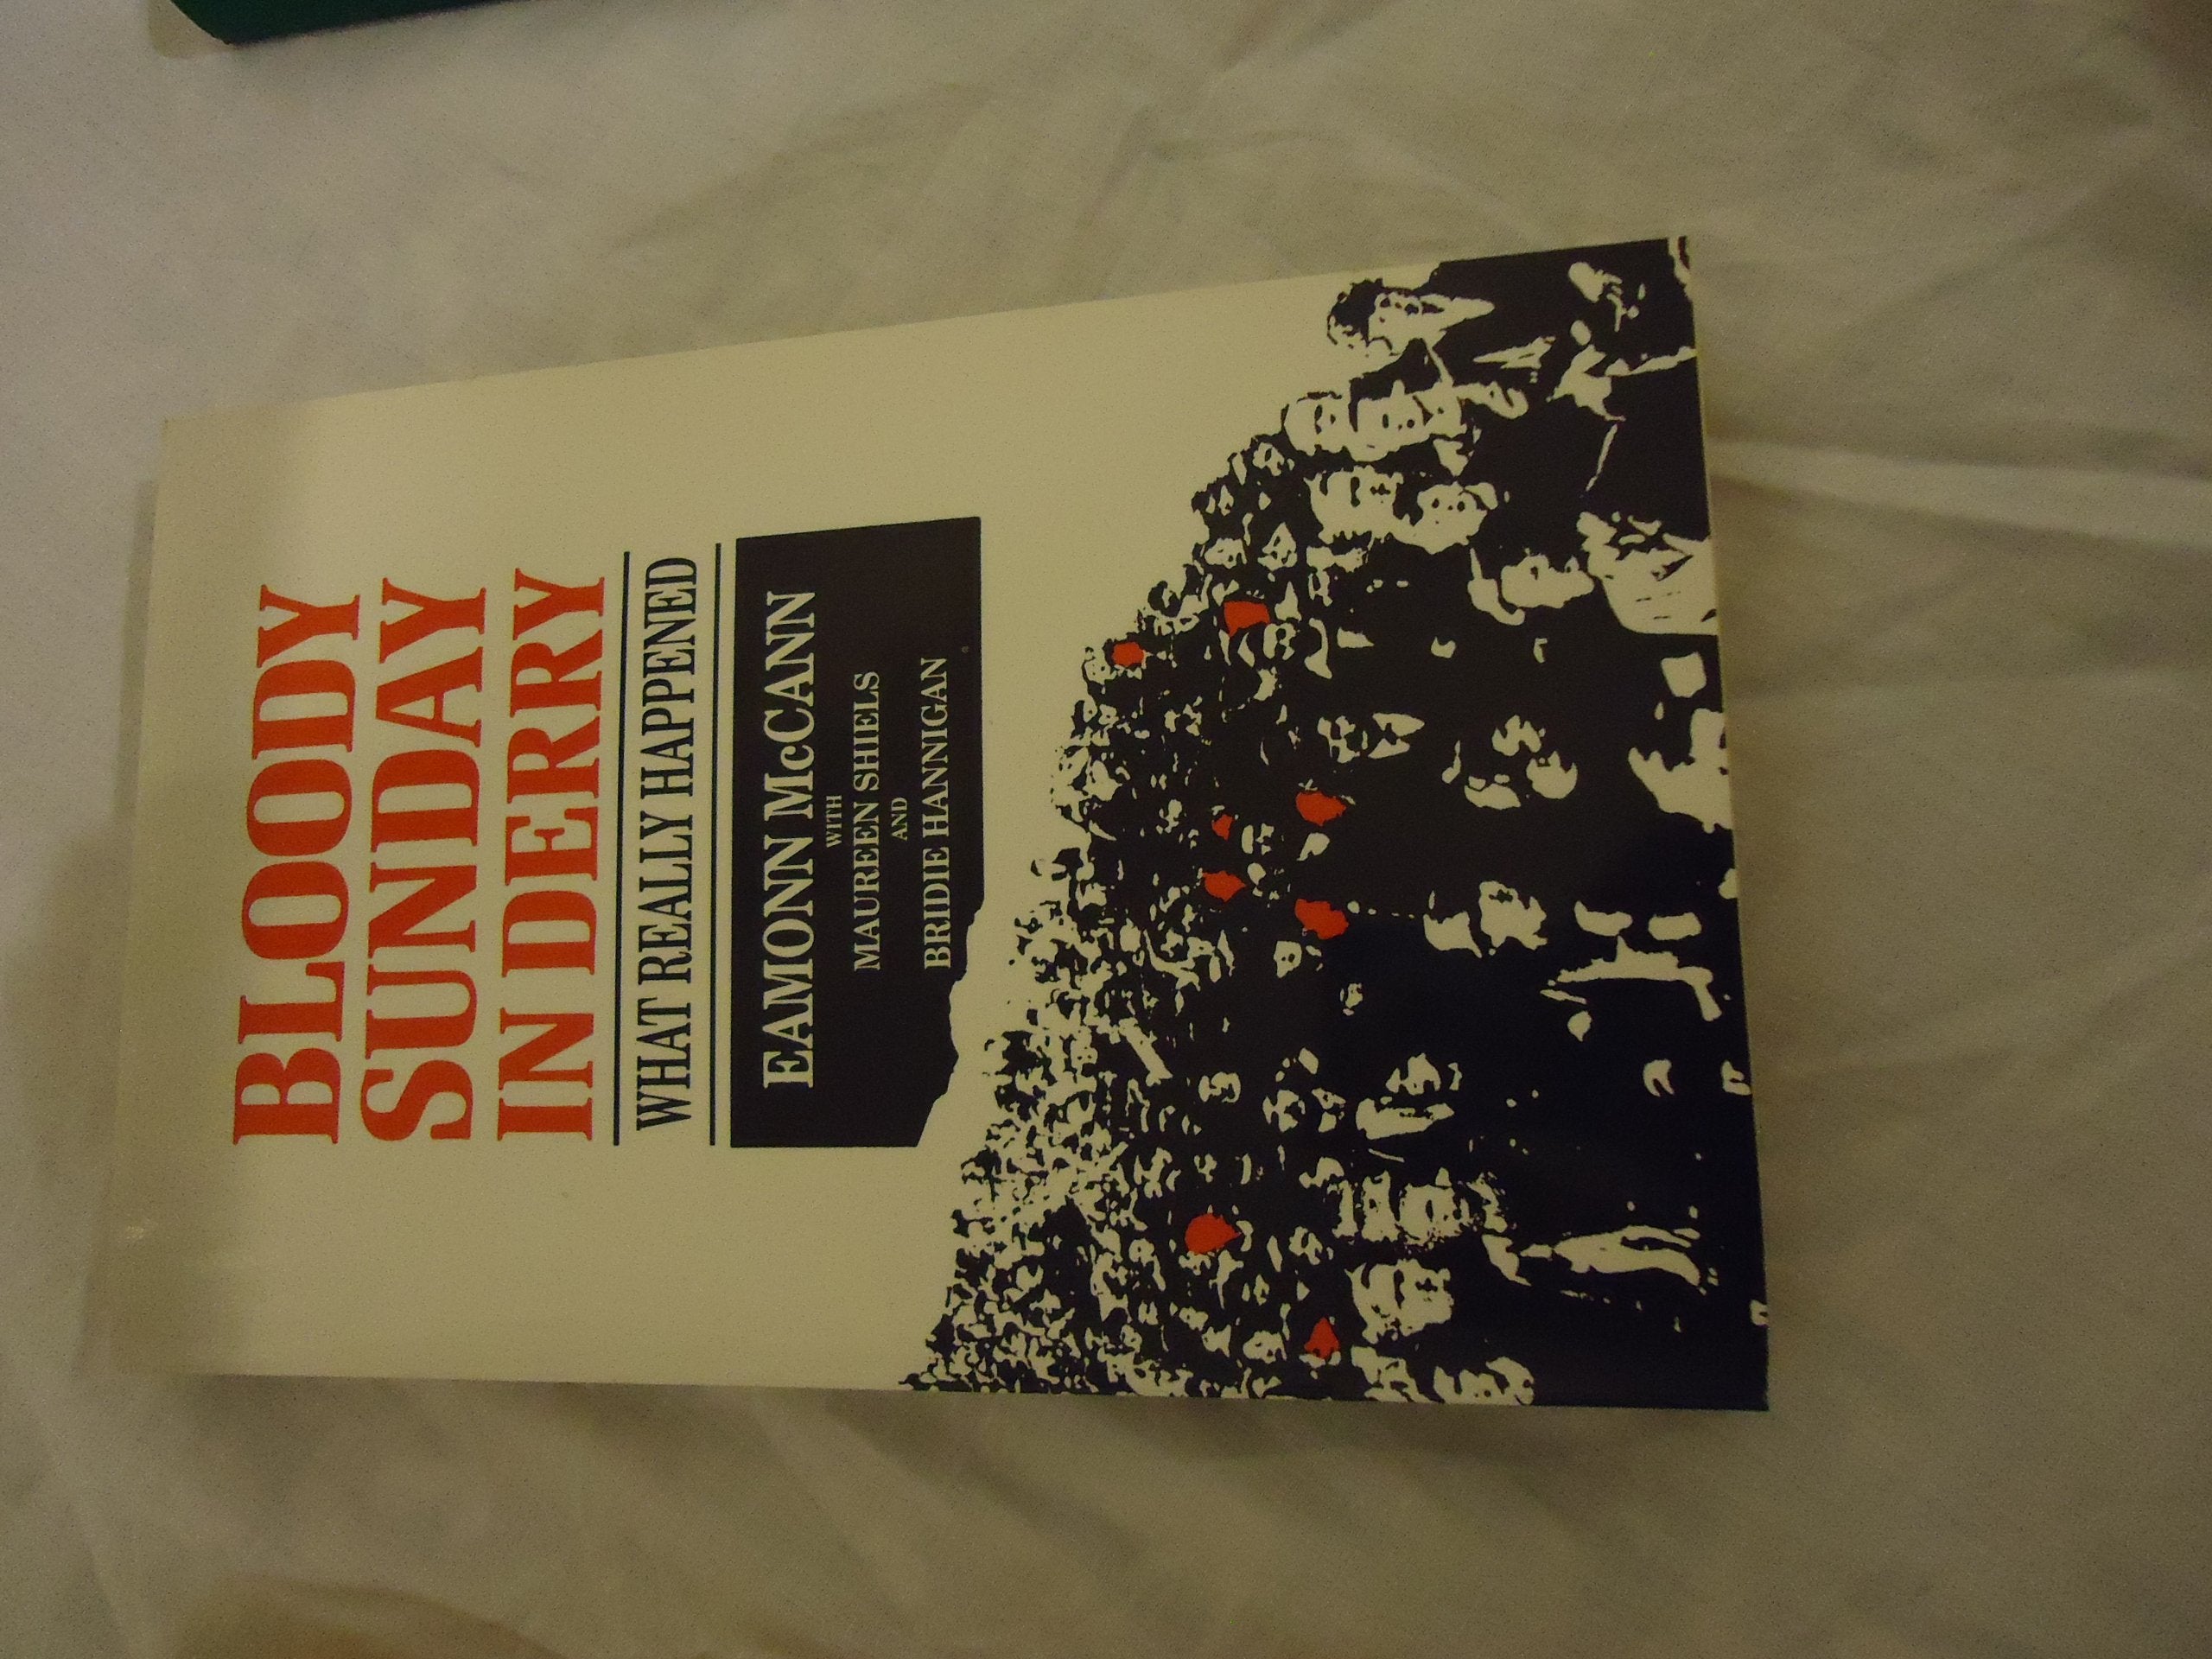 BLOODY
SUNDAY
IN DERRY
WHAT REALLY HAPPENED
EAMONN McCANN
WITH
MAUREEN SHIELS
AND
BRIDIE HANNIGAN